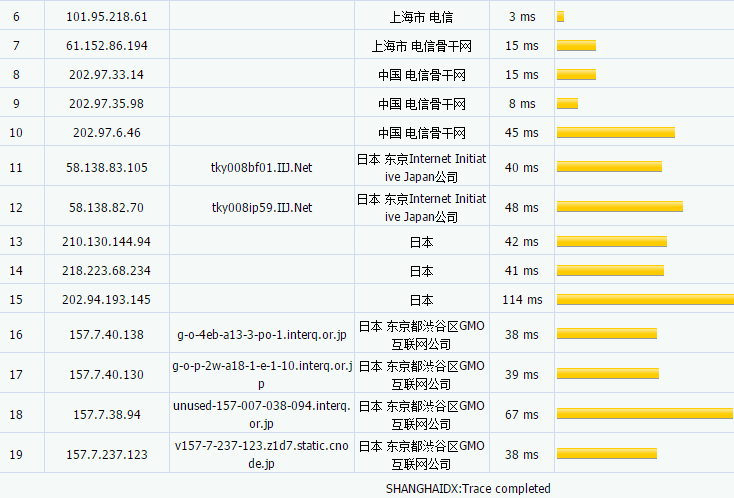 6 101.95.218.61 上海市 电信 3 ms
7 61.152.86.194 上海市 电信骨干网 15 ms
8 202.97.33.14 中国 电信骨干网 15 ms
9 202.97.35.98 中国 电信骨干网 8 ms
10 202.97.6.46 中国 电信骨干网 45 ms
11 58.138.83.105 tky008bf01.IIJ.Net 日本 东京Internet Initiat
ive Japan公司 40 ms
12 58.138.82.70 tky008ip59.IIJ.Net 日本 东京Internet Initiat
ive Japan公司 48 ms
13 210.130.144.94 日本 42 ms
14 218.223.68.234 日本 41 ms
15 202.94.193.145 日本 114 ms
16 157.7.40.138 g-o-4eb-a13-3-po-1.interq.or.jp 日本 东京都渋谷区GMO
互联网公司 38 ms
17 157.7.40.130 g-o-p-2w-a18-1-e-1-10.interq.or.j
p 日本 东京都渋谷区GMO
互联网公司 39 ms
18 157.7.38.94 unused-157-007-038-094.interq.
or.jp 日本 东京都渋谷区GMO
互联网公司 67 ms
19 157.7.237.123 v157-7-237-123.z1d7.static.cno
de.jp 日本 东京都渋谷区GMO
互联网公司 38 ms
SHANGHAIDX:Trace completed